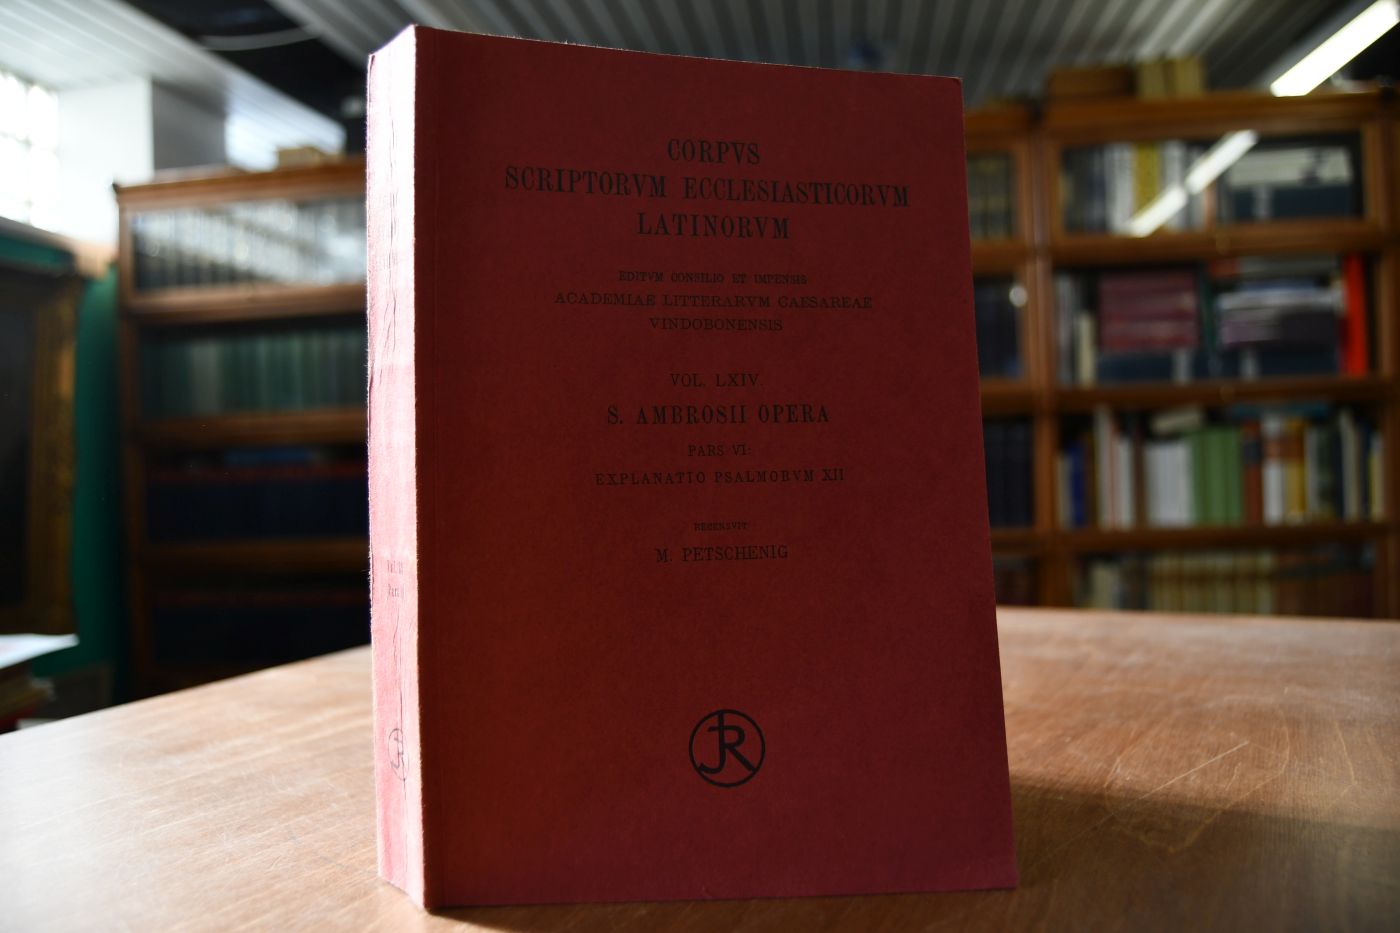 CORPVS
SCRIPTORVM ECCLESIASTICORVM
LATINORVM
EDITVM CONSILIO ET IMPENSIS
ACADEMIAE LITTERARVM CAESAREAE
VINDOBONENSIS
VOL. LXIV.
S. AMBROSII OPERA
PARS VI:
EXPLANATIO PSALMORVM XII
RECENSVIT
M. PETSCHENIG
JR
JR